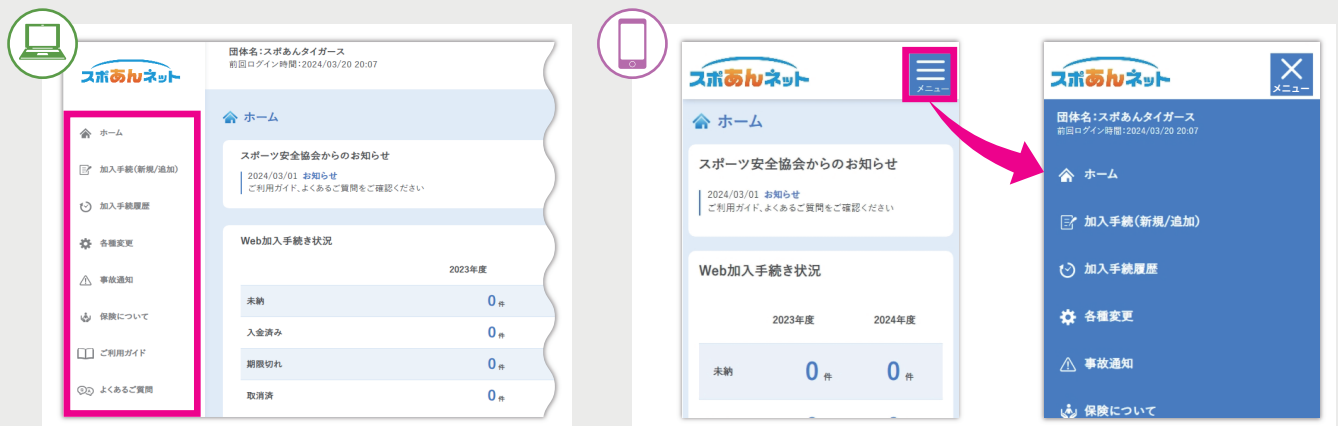 スポあんネット
団体名：スポあんタイガース
前回ログイン時間：2024/03/20 20:07
ホーム
加入手続（新規/追加）
加入手続履歴
各種変更
事故通知
保険について
ご利用ガイド
よくあるご質問
ホーム
スポーツ安全協会からのお知らせ
2024/03/01 お知らせ
ご利用ガイド、よくあるご質問をご確認ください
Web加入手続き状況
2023年度
未納 0 件
入金済み 0 件
期限切れ 0 件
取消済 0 件
スポあんネット
メニュー
ホーム
スポーツ安全協会からのお知らせ
2024/03/01 お知らせ
ご利用ガイド、よくあるご質問をご確認ください
Web加入手続き状況
2023年度 2024年度
未納 0 件 0 件
スポあんネット
メニュー
団体名：スポあんタイガース
前回ログイン時間：2024/03/20 20:07
ホーム
加入手続（新規/追加）
加入手続履歴
各種変更
事故通知
保険について